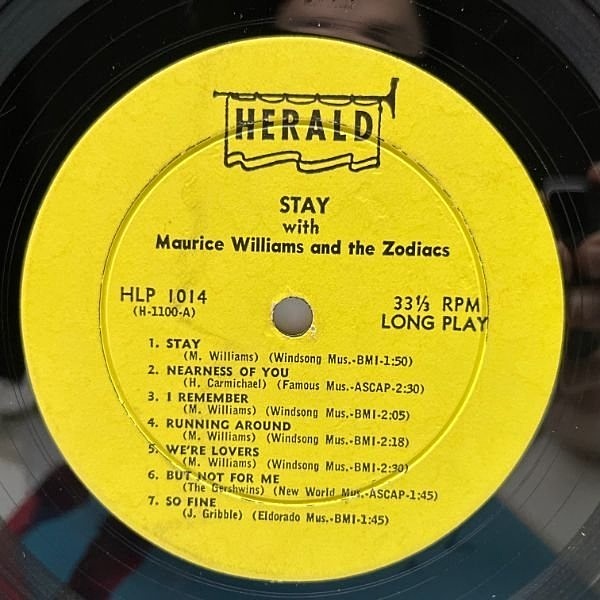 HERALD
STAY
with
Maurice Williams and the Zodiacs
HLP 1014
(H-1100-A)
33⅓ RPM
LONG PLAY
1. STAY
(M. Williams) (Windsong Mus.-BMI-1:50)
2. NEARNESS OF YOU
(H. Carmichael) (Famous Mus.-ASCAP-2:30)
3. I REMEMBER
(M. Williams) (Windsong Mus.-BMI-2:05)
4. RUNNING AROUND
(M. Williams) (Windsong Mus.-BMI-2:18)
5. WE'RE LOVERS
(M. Williams) (Windsong Mus.-BMI-2:30)
6. BUT NOT FOR ME
(The Gershwins) (New World Mus.-ASCAP-1:45)
7. SO FINE
(J. Gribble) (Eldorado Mus.-BMI-1:45)